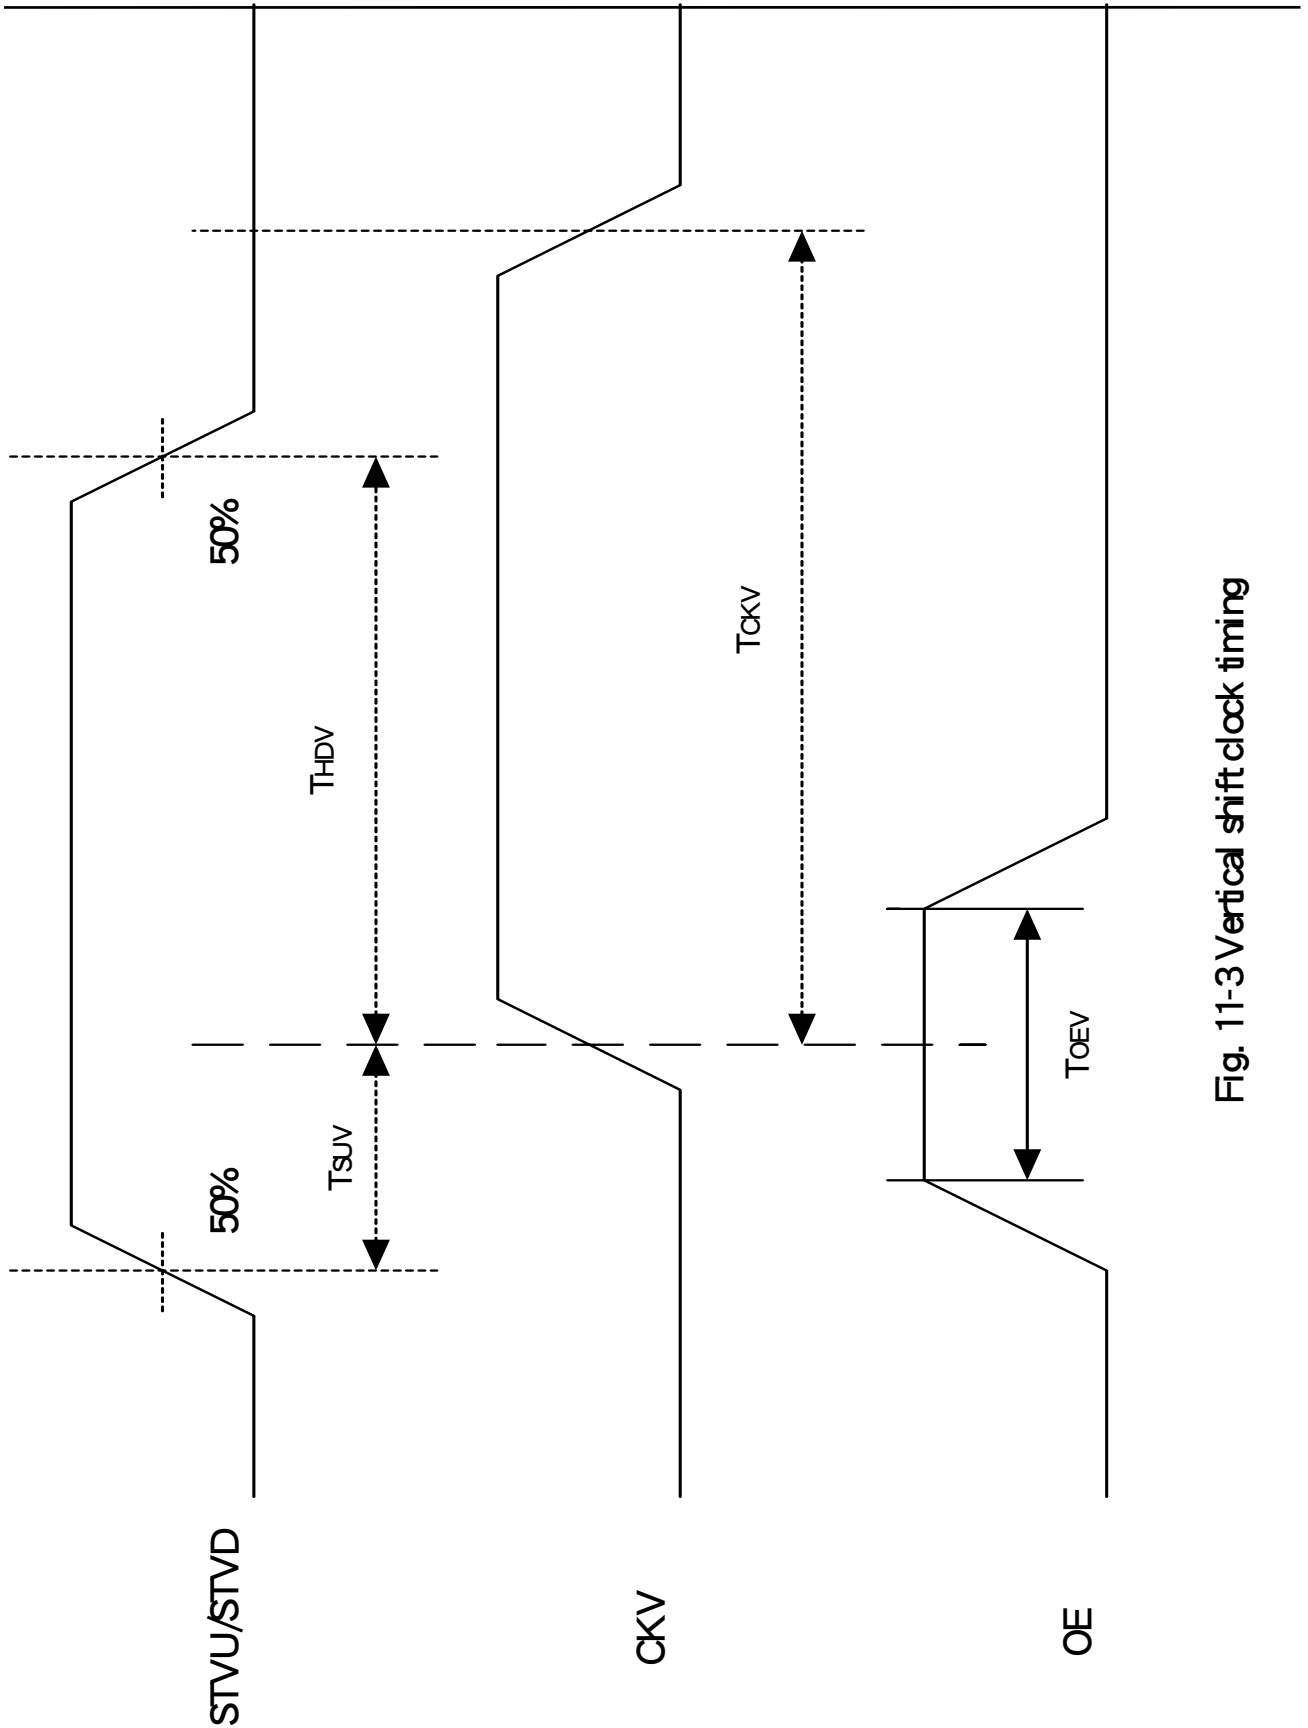 STVU/STVD
50%
50%
TSUV
THDV
CKV
TCKV
OE
TOEV
Fig. 11-3 Vertical shift clock timing